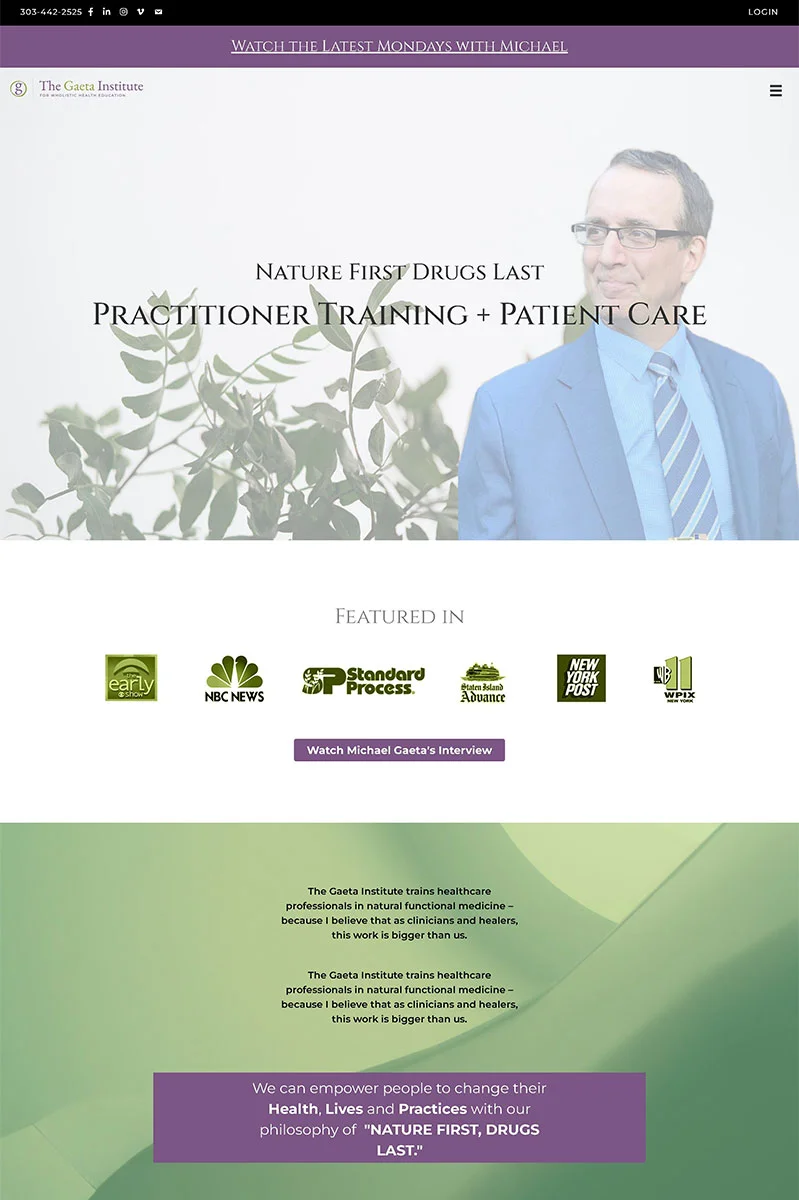 303-442-2525
LOGIN
Watch the Latest Mondays with Michael
g The Gaeta Institute
FOR WHOLISTIC HEALTH EDUCATION
Nature First Drugs Last
Practitioner Training + Patient Care
Featured in
the early show
NBC NEWS
SP Standard Process
Staten Island Advance
NEW YORK POST
WB 11 WPIX NEW YORK
Watch Michael Gaeta's Interview
The Gaeta Institute trains healthcare
professionals in natural functional medicine –
because I believe that as clinicians and healers,
this work is bigger than us.
The Gaeta Institute trains healthcare
professionals in natural functional medicine –
because I believe that as clinicians and healers,
this work is bigger than us.
We can empower people to change their
Health, Lives and Practices with our
philosophy of "NATURE FIRST, DRUGS
LAST."